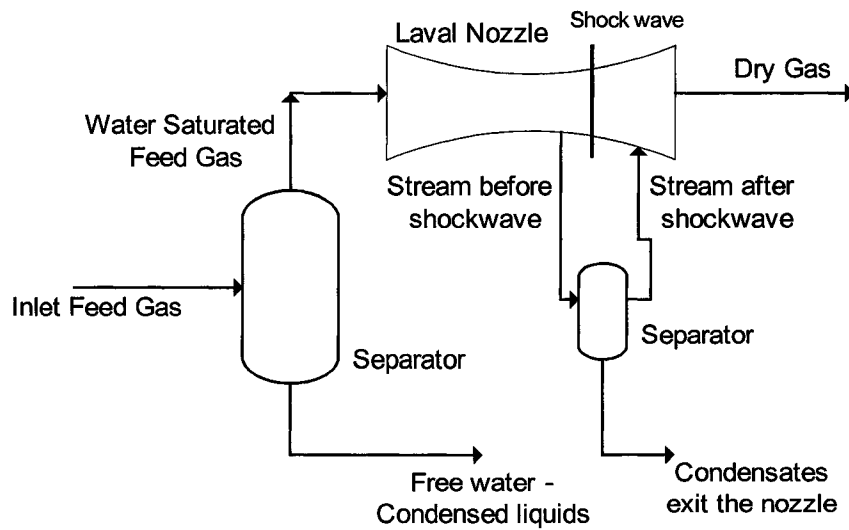 Laval Nozzle
Shock wave
Dry Gas
Water Saturated
Feed Gas
Stream before
shockwave
Stream after
shockwave
Inlet Feed Gas
Separator
Separator
Free water -
Condensed liquids
Condensates
exit the nozzle